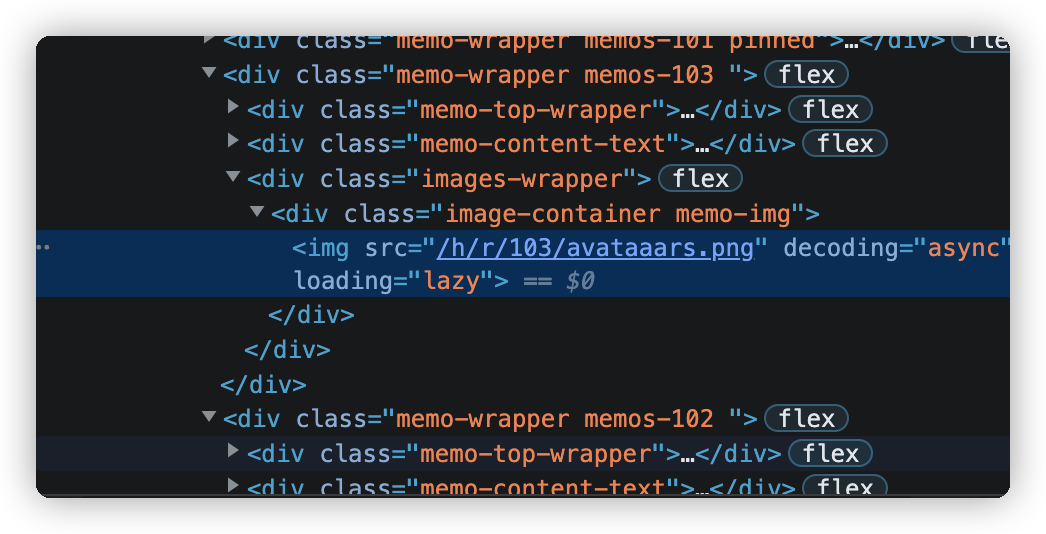 <div class="memo-wrapper memos-101 pinned">…</div> fle
<div class="memo-wrapper memos-103 "> flex
<div class="memo-top-wrapper">…</div> flex
<div class="memo-content-text">…</div> flex
<div class="images-wrapper"> flex
<div class="image-container memo-img">
<img src="/h/r/103/avataaars.png" decoding="async"
loading="lazy"> == $0
</div>
</div>
</div>
<div class="memo-wrapper memos-102 "> flex
<div class="memo-top-wrapper">…</div> flex
<div class="memo-content-text">…</div> flex